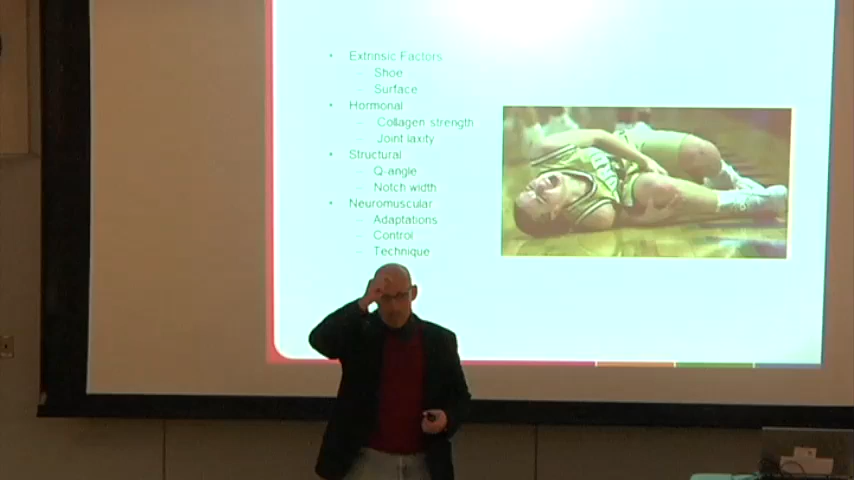 • Extrinsic Factors
– Shoe
– Surface
• Hormonal
– Collagen strength
– Joint laxity
• Structural
– Q-angle
– Notch width
• Neuromuscular
– Adaptations
– Control
– Technique